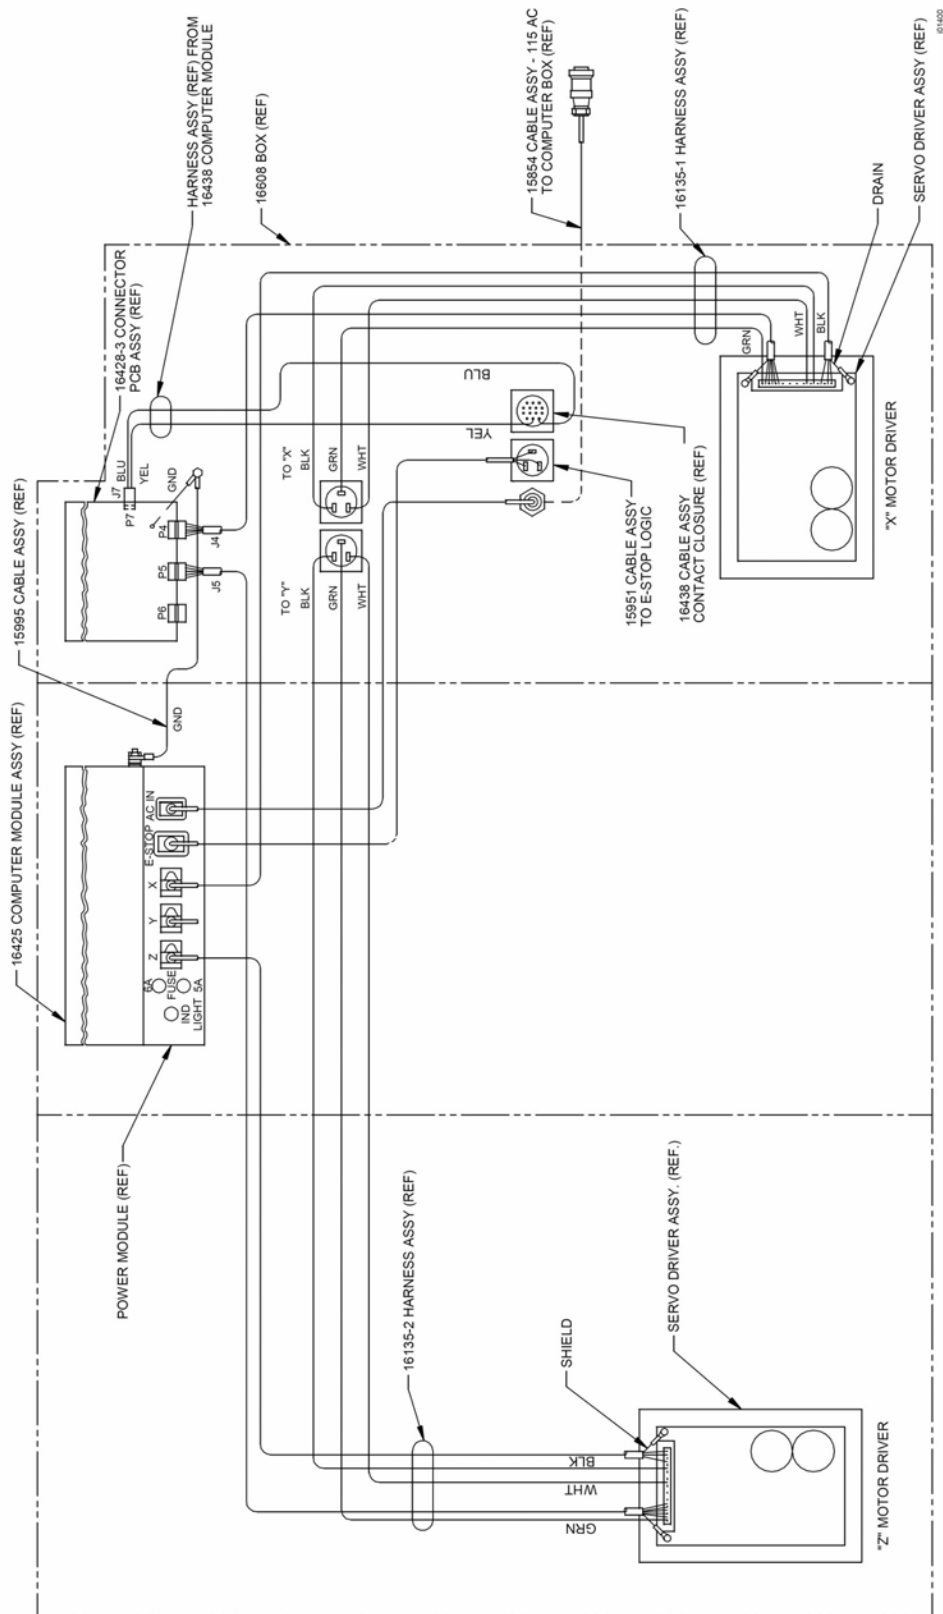 HARNESS ASSY (REF) FROM
16438 COMPUTER MODULE
16608 BOX (REF)
15854 CABLE ASSY - 115 AC
TO COMPUTER BOX (REF)
16135-1 HARNESS ASSY (REF)
DRAIN
SERVO DRIVER ASSY (REF)
I01400
16428-3 CONNECTOR
PCB ASSY (REF)
J7
BLU
P7
YEL
GND
P4
J4
P5
J5
P6
BLU
YEL
TO "X"
BLK
GRN
WHT
TO "Y"
BLK
GRN
WHT
15951 CABLE ASSY
TO E-STOP LOGIC
16438 CABLE ASSY
CONTACT CLOSURE (REF)
GRN
WHT
BLK
"X" MOTOR DRIVER
15995 CABLE ASSY (REF)
GND
16425 COMPUTER MODULE ASSY (REF)
AC IN
E-STOP
X
Y
Z
6A
FUSE
5A
IND
LIGHT
POWER MODULE (REF)
16135-2 HARNESS ASSY (REF)
SHIELD
SERVO DRIVER ASSY. (REF.)
BLK
WHT
GRN
"Z" MOTOR DRIVER